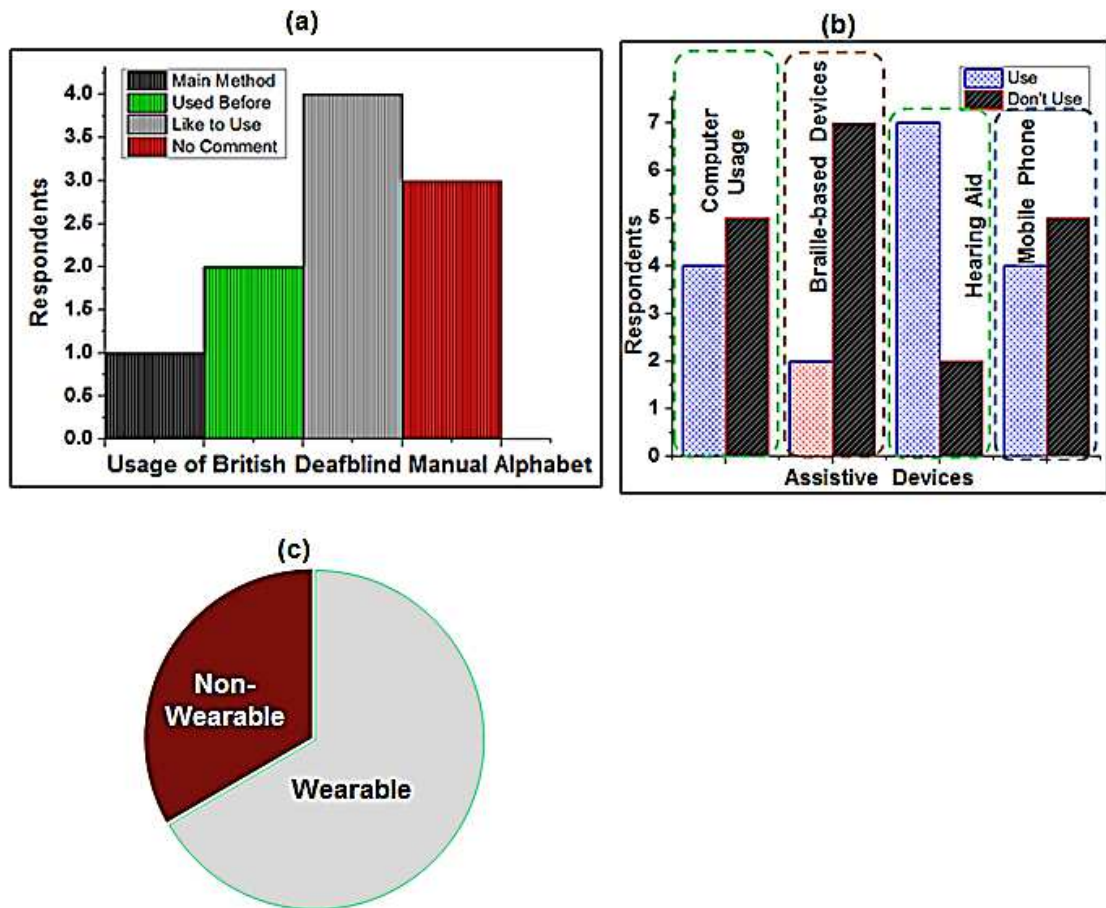 (a)
Main Method
Used Before
Like to Use
No Comment
4.0
3.5
3.0
2.5
2.0
1.5
1.0
0.5
0.0
Respondents
Usage of British Deafblind Manual Alphabet
(b)
Use
Don't Use
7
6
5
4
3
2
1
0
Respondents
Computer
Usage
Braille-based Devices
Hearing Aid
Mobile Phone
Assistive Devices
(c)
Non-
Wearable
Wearable